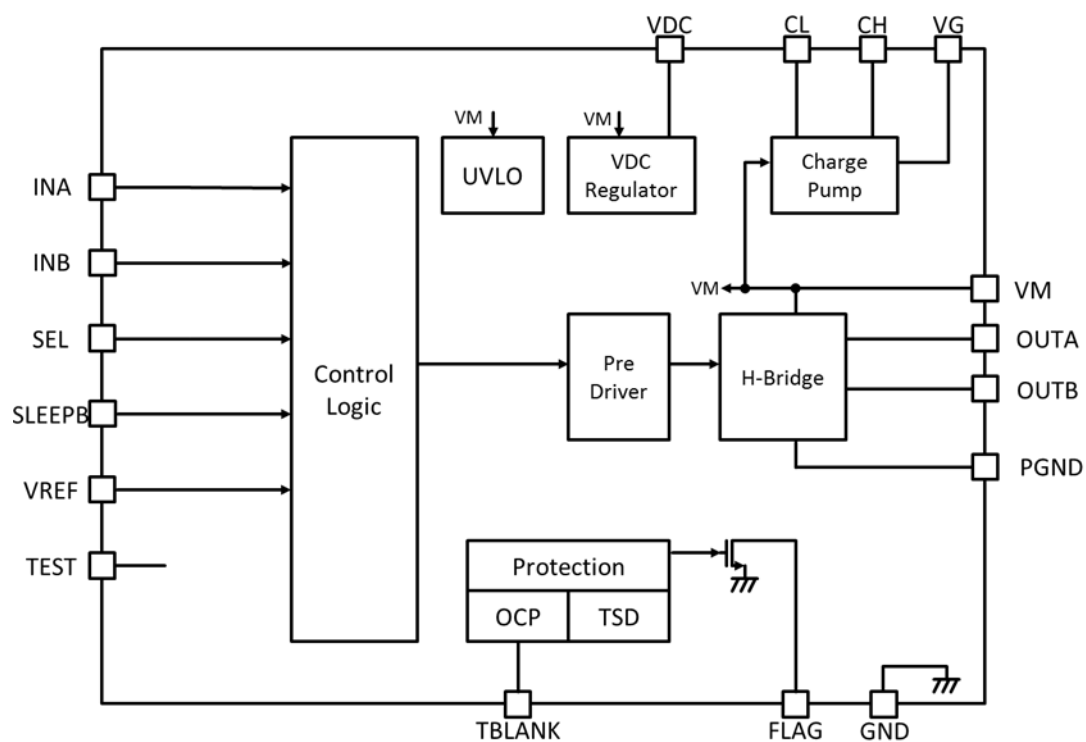 VDC
CL
CH
VG
VM
VM
UVLO
VDC
Regulator
Charge
Pump
INA
INB
SEL
SLEEPB
VREF
TEST
Control
Logic
Pre
Driver
VM
H-Bridge
VM
OUTA
OUTB
PGND
Protection
OCP
TSD
TBLANK
FLAG
GND